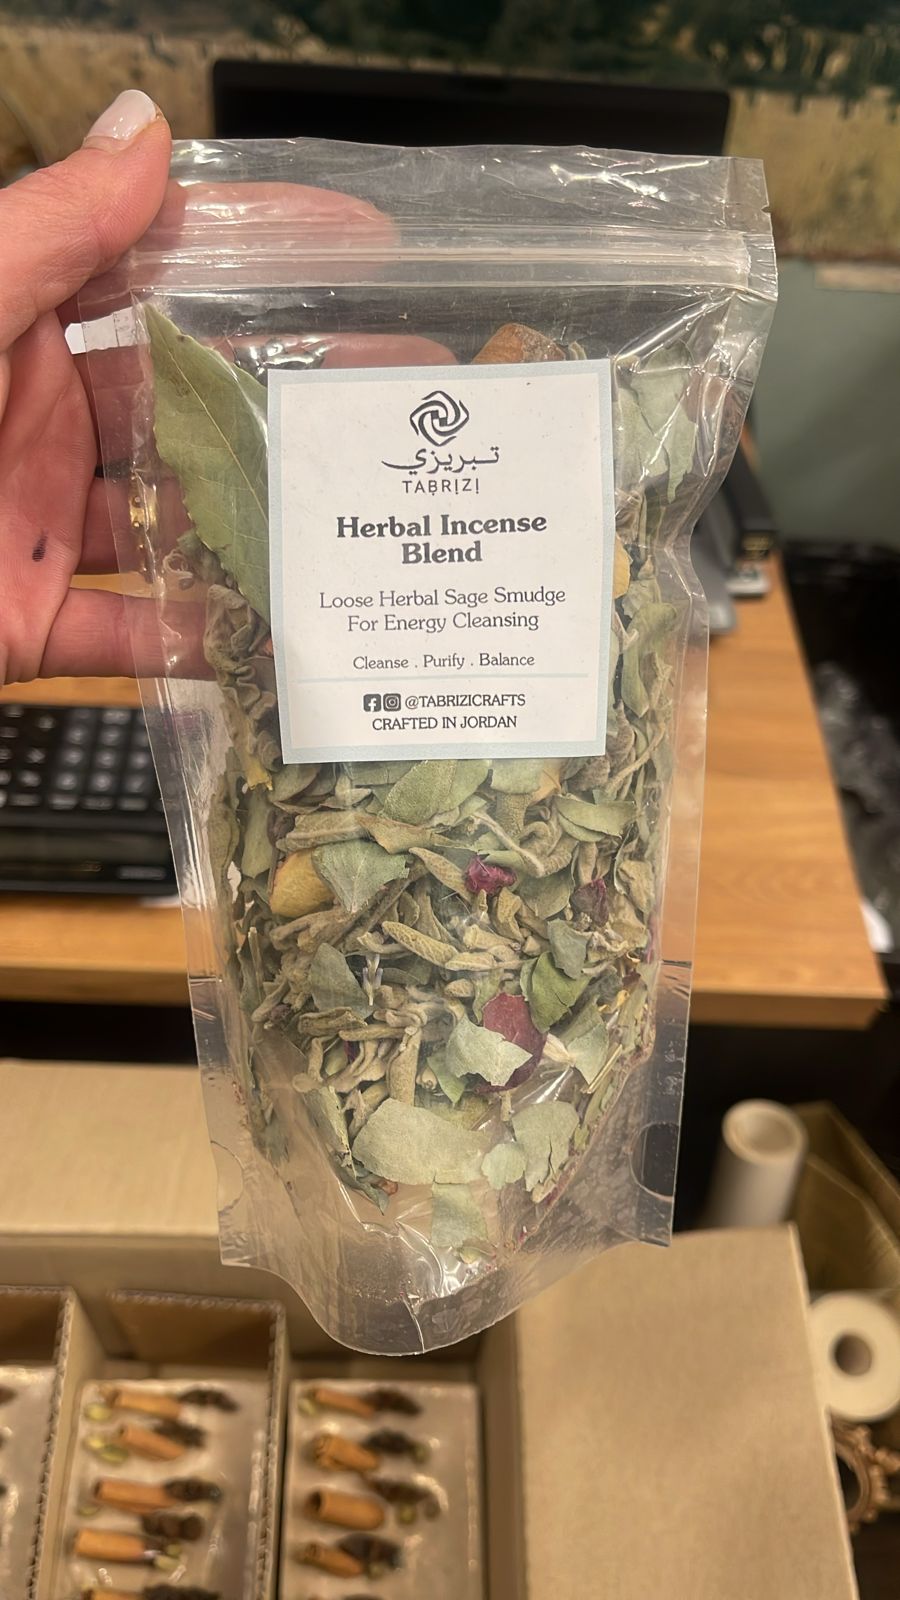 تبريزي
TABRIZI
Herbal Incense
Blend
Loose Herbal Sage Smudge
For Energy Cleansing
Cleanse . Purify . Balance
@TABRIZICRAFTS
CRAFTED IN JORDAN